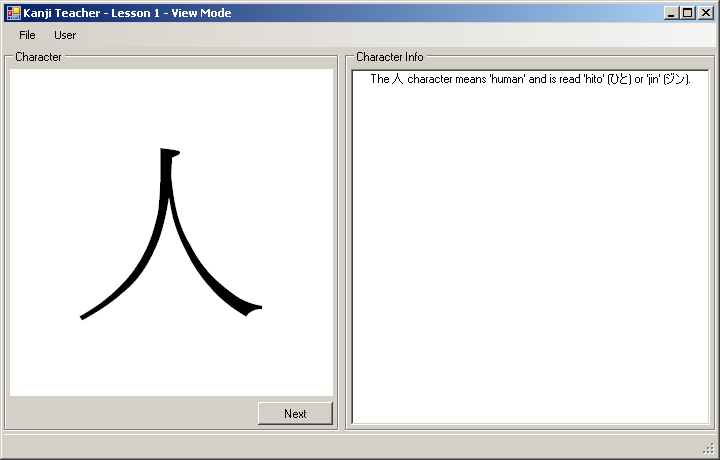 Kanji Teacher - Lesson 1 - View Mode
File User
Character
人
Next
Character Info
The 人 character means 'human' and is read 'hito' (ひと) or 'jin' (ジン).